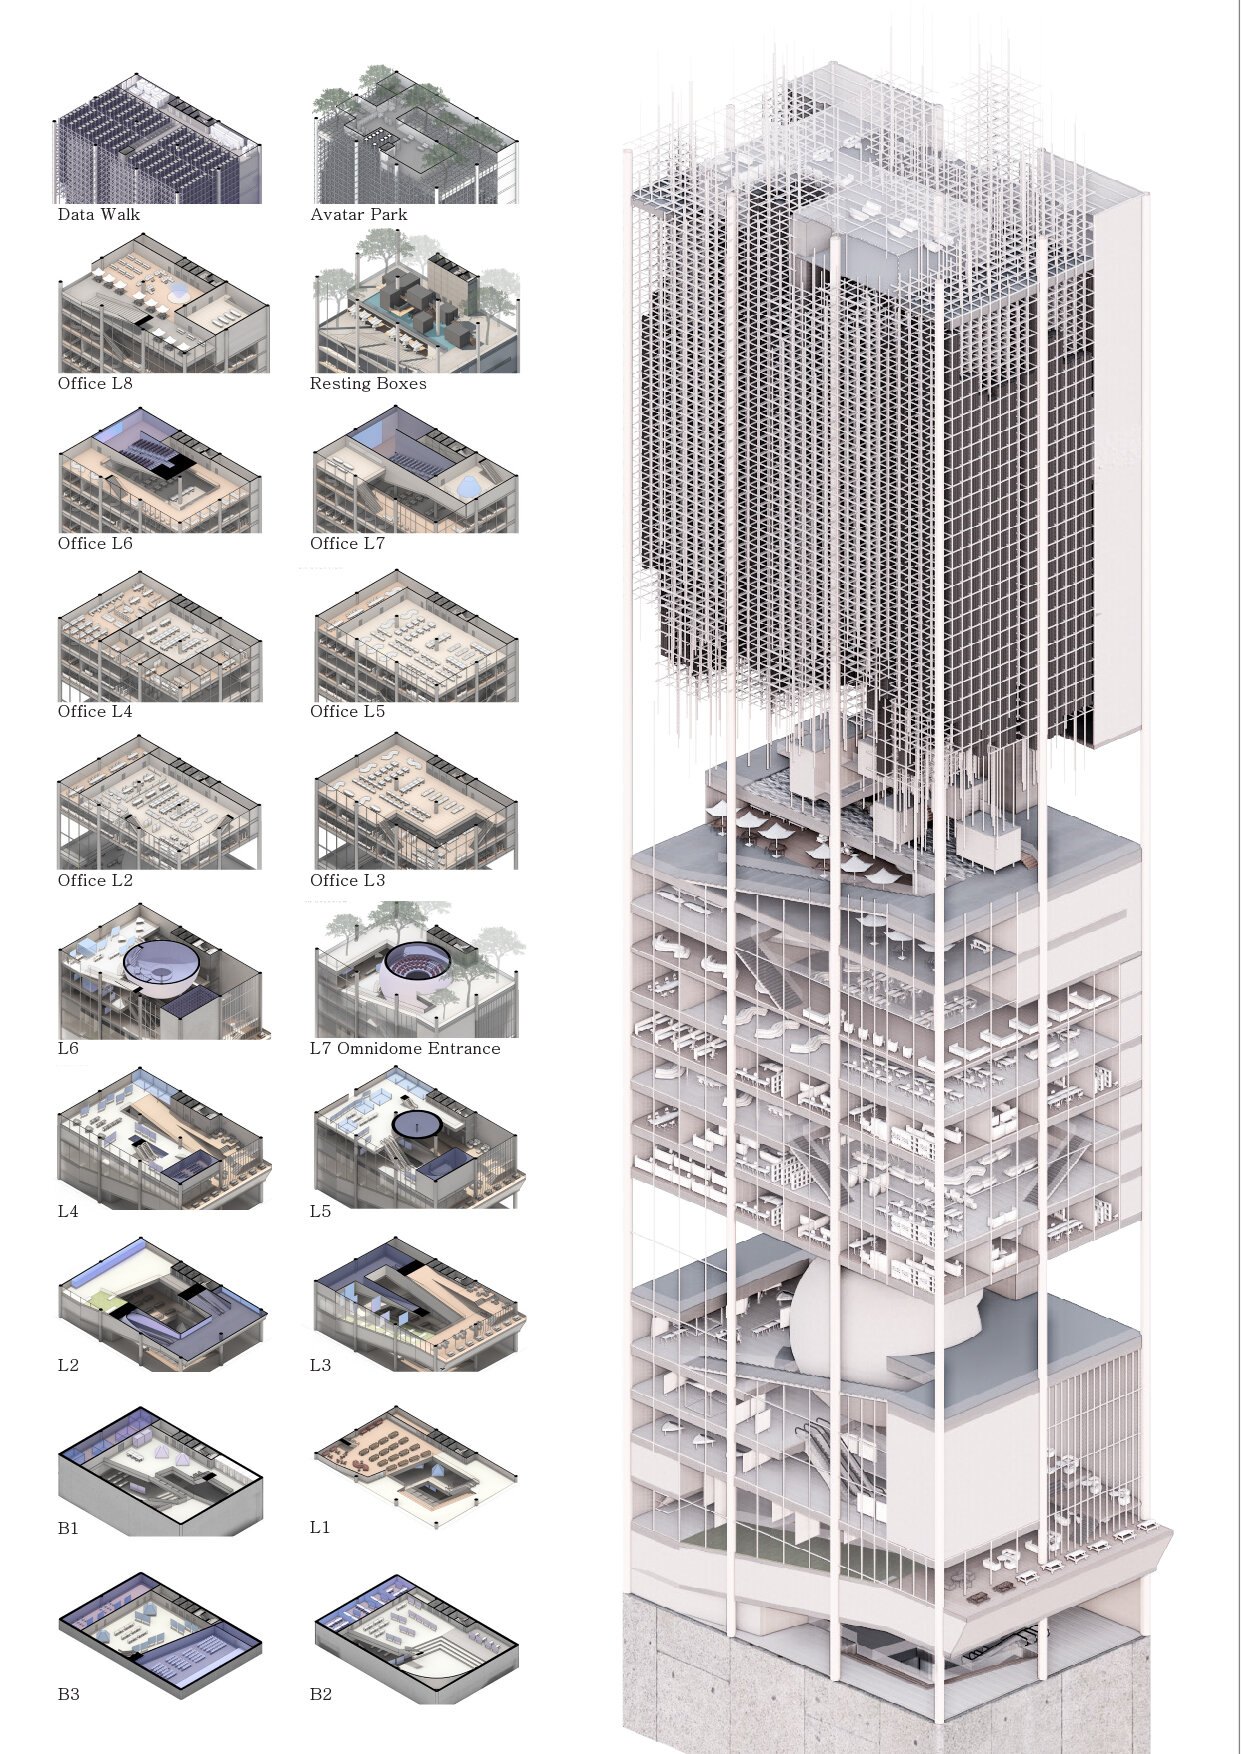 Data Walk
Avatar Park
Office L8
Resting Boxes
Office L6
Office L7
Office L4
Office L5
Office L2
Office L3
L6
L7 Omnidome Entrance
L4
L5
L2
L3
B1
L1
B3
B2